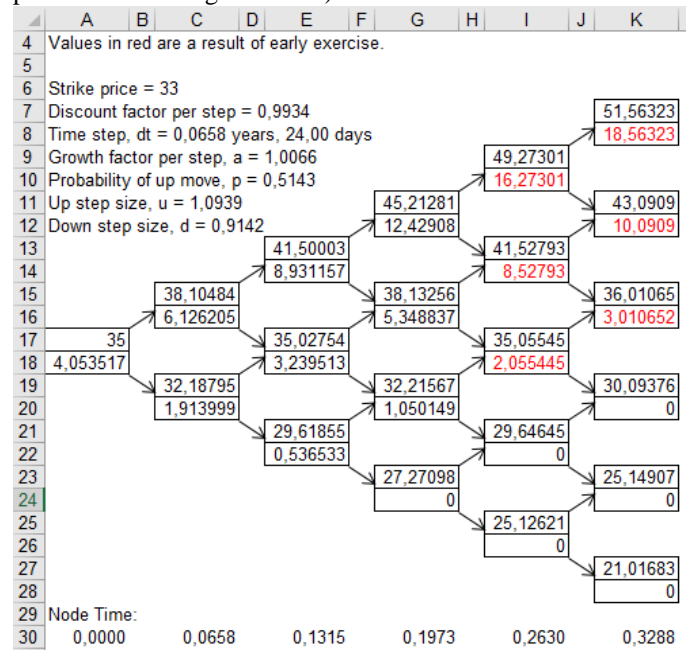 A B C D E F G H I J K
4 Values in red are a result of early exercise.
5
6 Strike price = 33
7 Discount factor per step = 0,9934 51,56323
8 Time step, dt = 0,0658 years, 24,00 days 18,56323
9 Growth factor per step, a = 1,0066 49,27301
10 Probability of up move, p = 0,5143 16,27301
11 Up step size, u = 1,0939 45,21281 43,0909
12 Down step size, d = 0,9142 12,42908 10,0909
13 41,50003 41,52793
14 8,931157 8,52793
15 38,10484 38,13256 36,01065
16 6,126205 5,348837 3,010652
17 35 35,02754 35,05545
18 4,053517 3,239513 2,055445
19 32,18795 32,21567 30,09376
20 1,913999 1,050149 0
21 29,61855 29,64645
22 0,536533 0
23 27,27098 25,14907
24 0 0
25 25,12621
26 0
27 21,01683
28 0
29 Node Time:
30 0,0000 0,0658 0,1315 0,1973 0,2630 0,3288